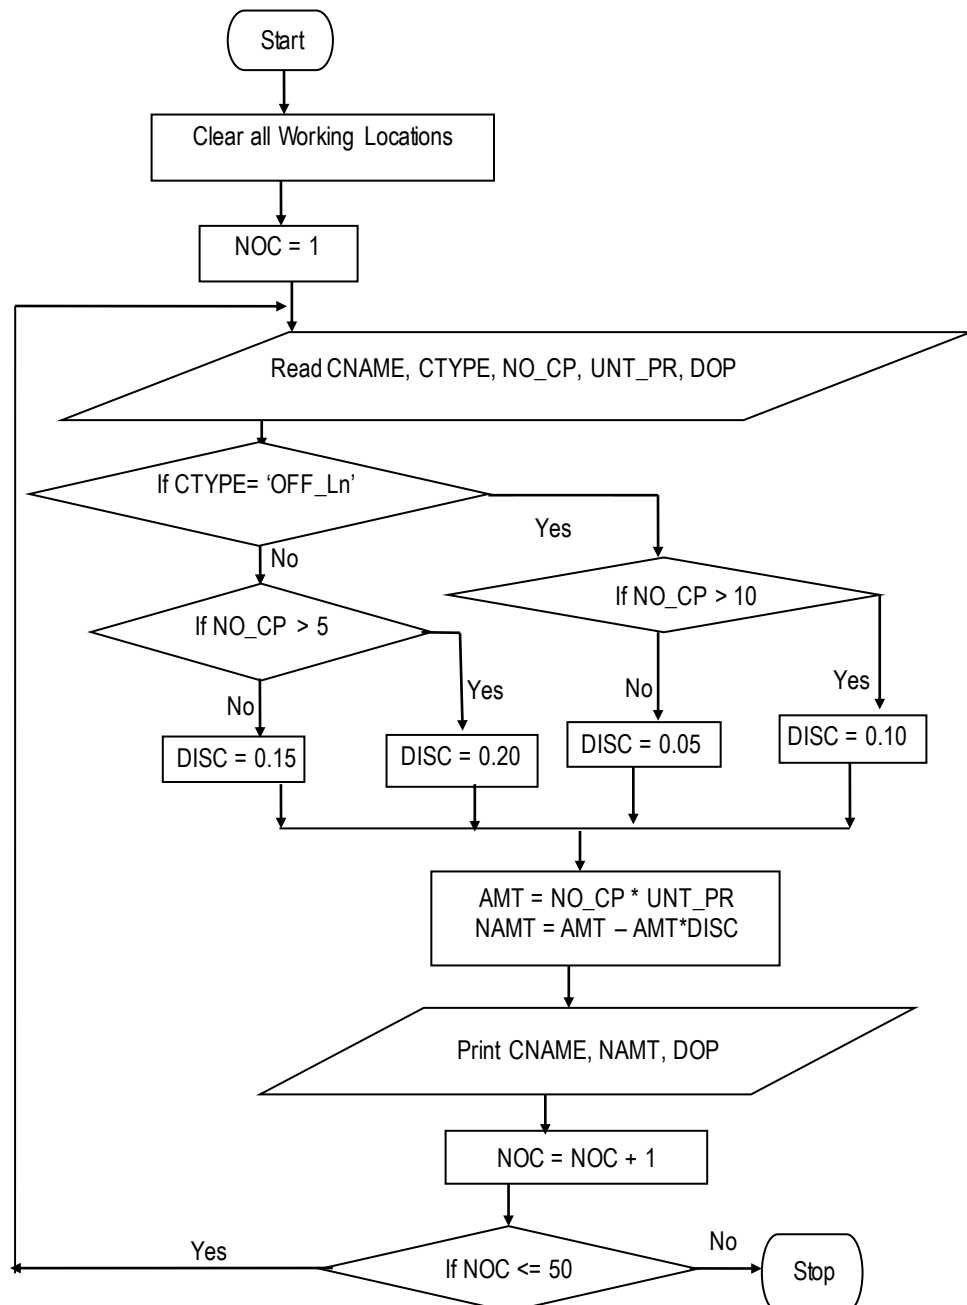 Start
Clear all Working Locations
NOC = 1
Read CNAME, CTYPE, NO_CP, UNT_PR, DOP
If CTYPE= ‘OFF_Ln’
Yes
No
If NO_CP > 10
If NO_CP > 5
No
Yes
Yes
No
DISC = 0.15
DISC = 0.20
DISC = 0.05
DISC = 0.10
AMT = NO_CP * UNT_PR
NAMT = AMT – AMT*DISC
Print CNAME, NAMT, DOP
NOC = NOC + 1
Yes
If NOC <= 50
No
Stop